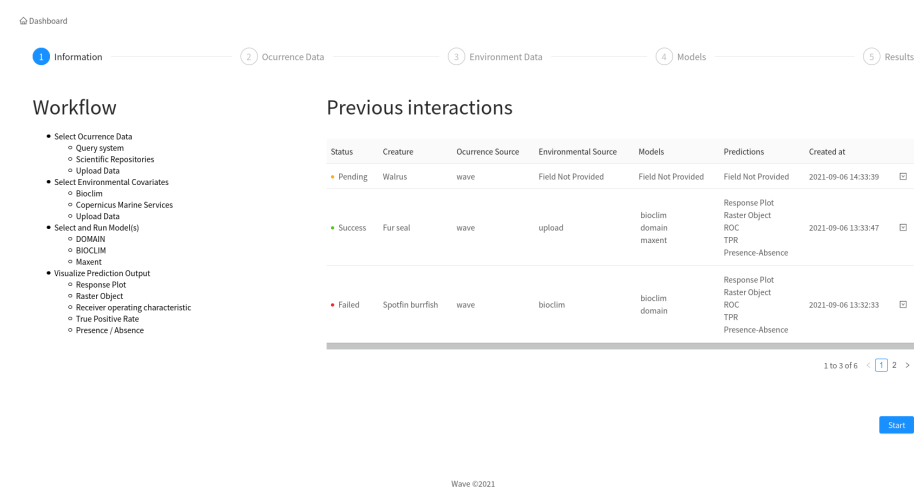 Dashboard
1 Information
2 Ocurrence Data
3 Environment Data
4 Models
5 Results
Workflow
Select Ocurrence Data
Query system
Scientific Repositories
Upload Data
Select Environmental Covariates
Bioclim
Copernicus Marine Services
Upload Data
Select and Run Model(s)
DOMAIN
BIOCLIM
Maxent
Visualize Prediction Output
Response Plot
Raster Object
Receiver operating characteristic
True Positive Rate
Presence / Absence
Previous interactions
Status Creature Ocurrence Source Environmental Source Models Predictions Created at
Pending Walrus wave Field Not Provided Field Not Provided Field Not Provided 2021-09-06 14:33:39
Success Fur seal wave upload
bioclim
domain
maxent
Response Plot
Raster Object
ROC
TPR
Presence-Absence
2021-09-06 13:33:47
Failed Spotfin burrfish wave bioclim
bioclim
domain
Response Plot
Raster Object
ROC
TPR
Presence-Absence
2021-09-06 13:32:33
1 to 3 of 6 < 1 2 >
Start
Wave ©2021